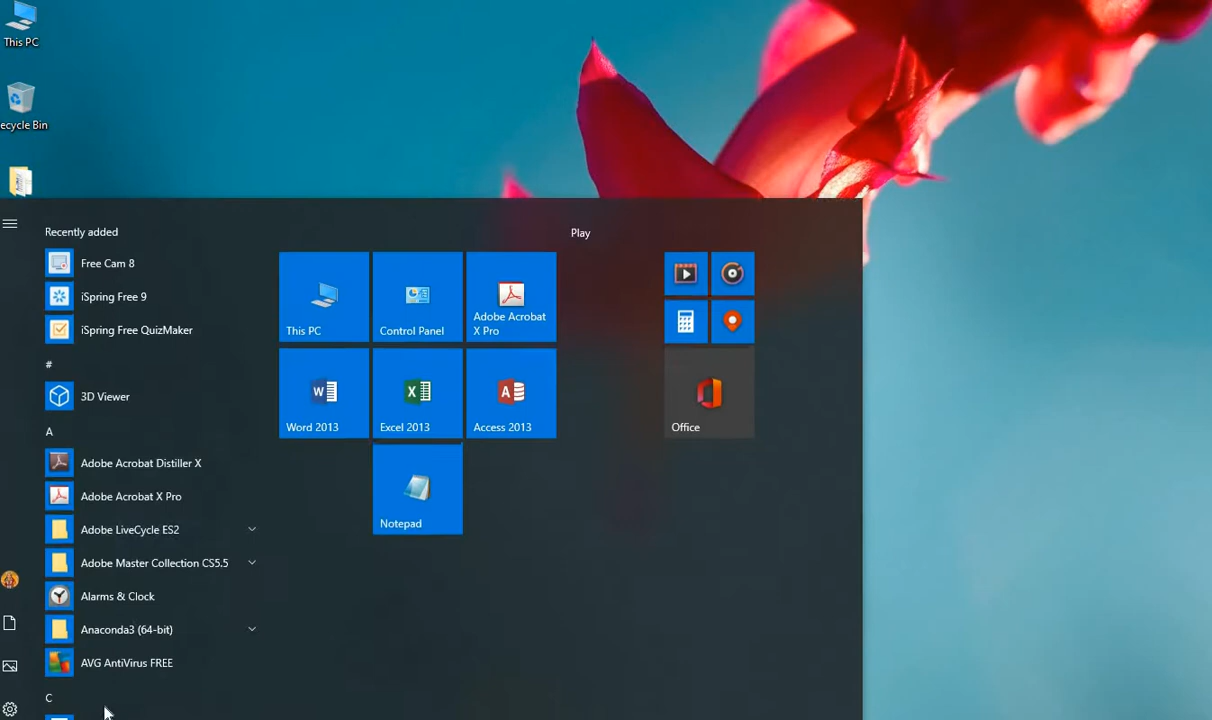 This PC
ecycle Bin
Recently added
Free Cam 8
iSpring Free 9
iSpring Free QuizMaker
#
3D Viewer
A
Adobe Acrobat Distiller X
Adobe Acrobat X Pro
Adobe LiveCycle ES2
Adobe Master Collection CS5.5
Alarms & Clock
Anaconda3 (64-bit)
AVG AntiVirus FREE
C
This PC
Control Panel
Adobe Acrobat
X Pro
Word 2013
Excel 2013
Access 2013
Notepad
Play
Office